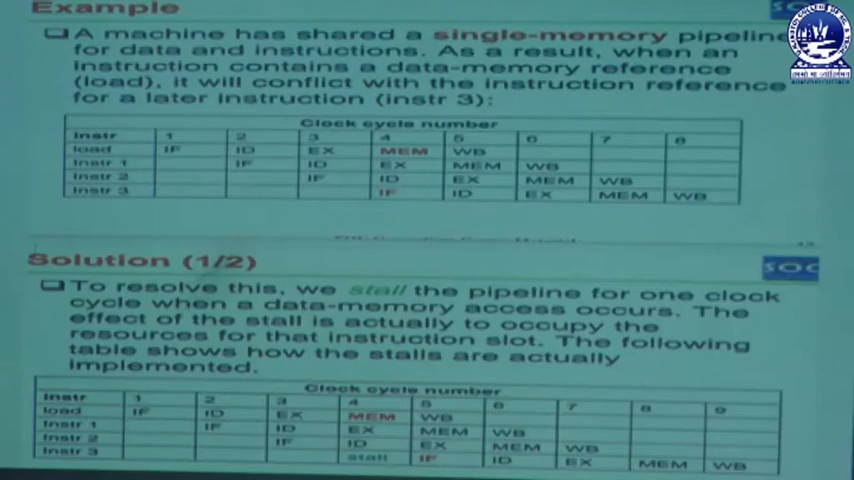 Example
SOC
A machine has shared a single-memory pipeline
for data and instructions. As a result, when an
instruction contains a data-memory reference
(load), it will conflict with the instruction reference
for a later instruction (instr 3):
Clock cycle number
Instr 1 2 3 4 5 6 7 8
load IF ID EX MEM WB
Instr 1 IF ID EX MEM WB
Instr 2 IF ID EX MEM WB
Instr 3 IF ID EX MEM WB
Solution (1/2)
SOC
To resolve this, we stall the pipeline for one clock
cycle when a data-memory access occurs. The
effect of the stall is actually to occupy the
resources for that instruction slot. The following
table shows how the stalls are actually
implemented.
Clock cycle number
Instr 1 2 3 4 5 6 7 8 9
load IF ID EX MEM WB
Instr 1 IF ID EX MEM WB
Instr 2 IF ID EX MEM WB
Instr 3 stall IF ID EX MEM WB